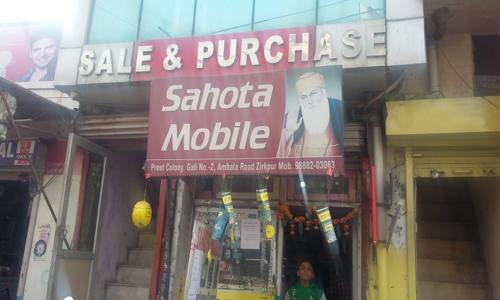 SALE & PURCHASE
Sahota
Mobile
Preet Colony, Gali No.-2, Ambala Road Zirkpur Mob. 98882-03063